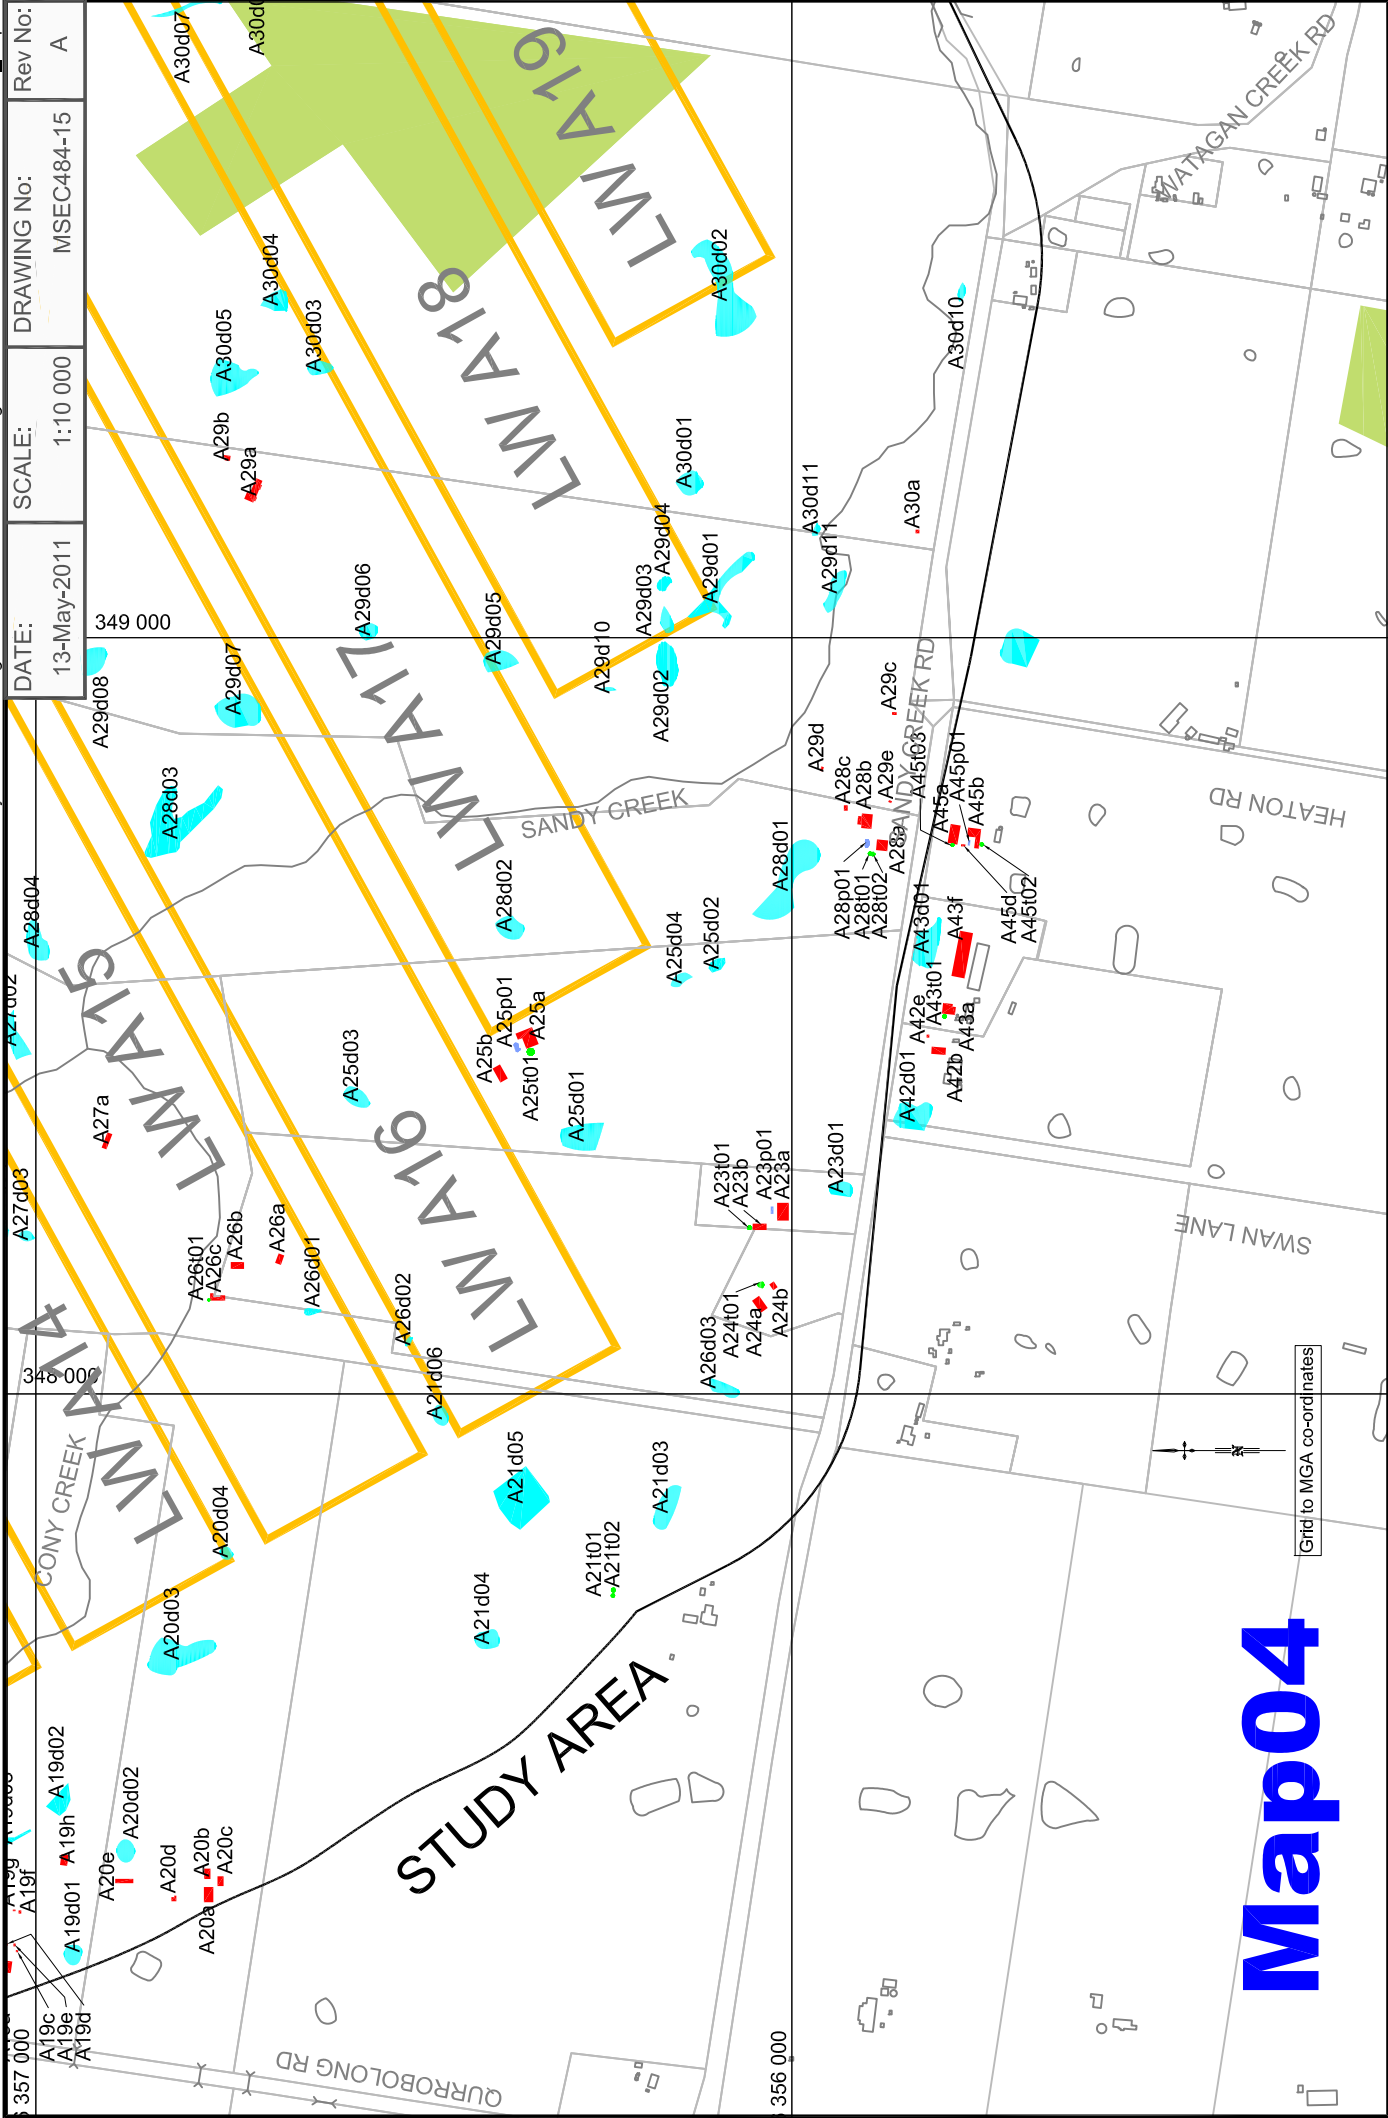 DATE:
13-May-2011
SCALE:
1:10 000
DRAWING No:
MSEC484-15
Rev No:
A
349 000
348 000
357 000
356 000
LW A14
LW A15
LW A16
LW A17
LW A18
LW A19
STUDY AREA
CONY CREEK
SANDY CREEK
SANDY CREEK RD
WATAGAN CREEK RD
HEATON RD
SWAN LANE
QURROBOLONG RD
A19c
A19e
A19d
A19f
A19g
A19h
A19d01
A19d02
A20a
A20b
A20c
A20d
A20e
A20d02
A20d03
A20d04
A21d03
A21d04
A21d05
A21d06
A21t01
A21t02
A23t01
A23b
A23p01
A23a
A23d01
A24t01
A24a
A24b
A25a
A25b
A25p01
A25t01
A25d01
A25d02
A25d03
A25d04
A26t01
A26c
A26b
A26a
A26d01
A26d02
A26d03
A27a
A27d02
A27d03
A28a
A28b
A28c
A28p01
A28t01
A28t02
A28d01
A28d02
A28d03
A28d04
A29a
A29b
A29c
A29d
A29e
A29d01
A29d02
A29d03
A29d04
A29d05
A29d06
A29d07
A29d08
A29d10
A29d11
A30a
A30d01
A30d02
A30d03
A30d04
A30d05
A30d07
A30d10
A30d11
A42b
A42e
A42d01
A43a
A43f
A43t01
A43d01
A45a
A45b
A45d
A45p01
A45t02
A45t03
N
Grid to MGA co-ordinates
Map04